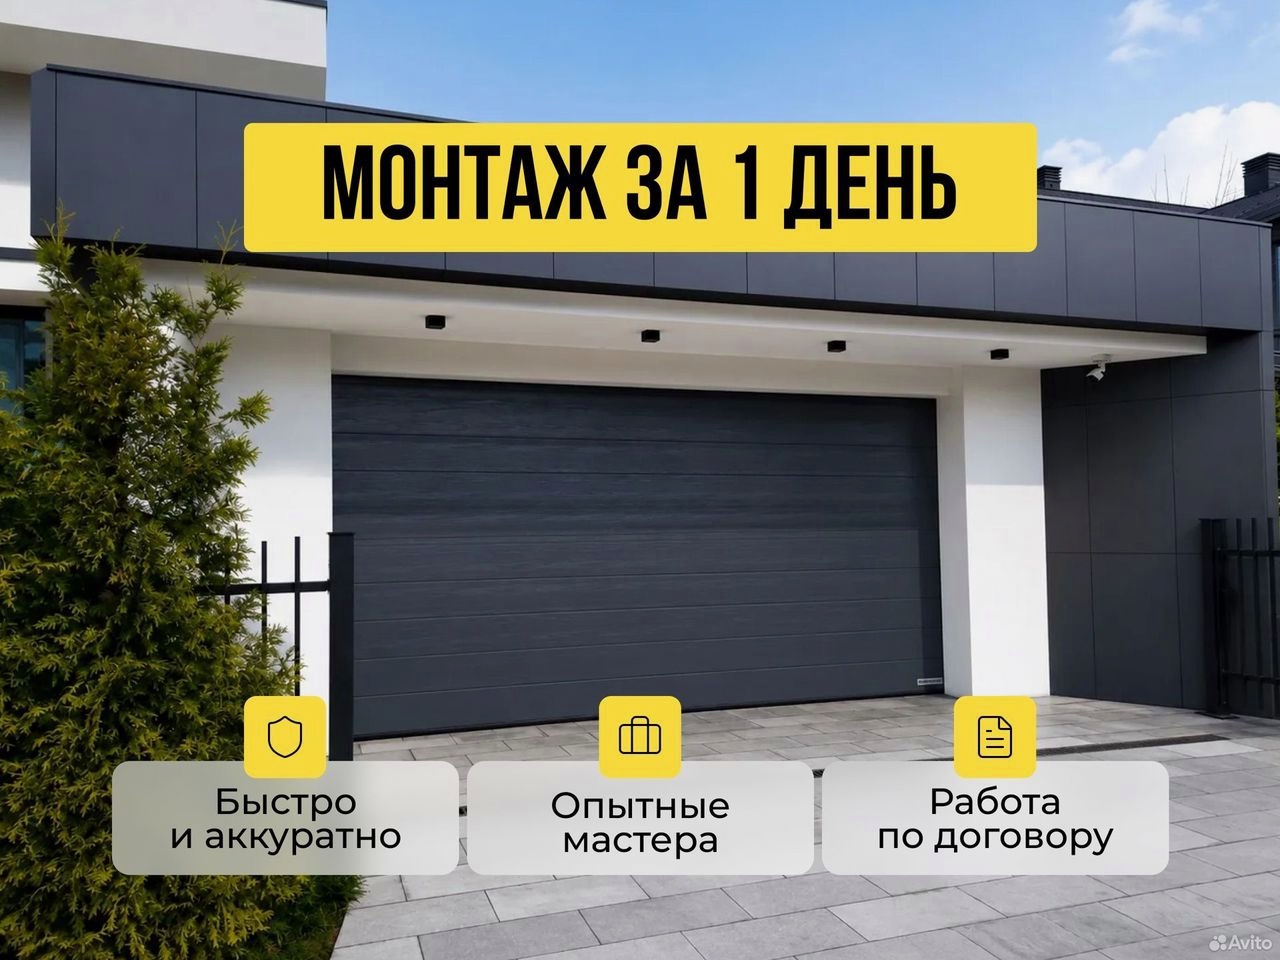 МОНТАЖ ЗА 1 ДЕНЬ
Быстро
и аккуратно
Опытные
мастера
Работа
по договору
Avito